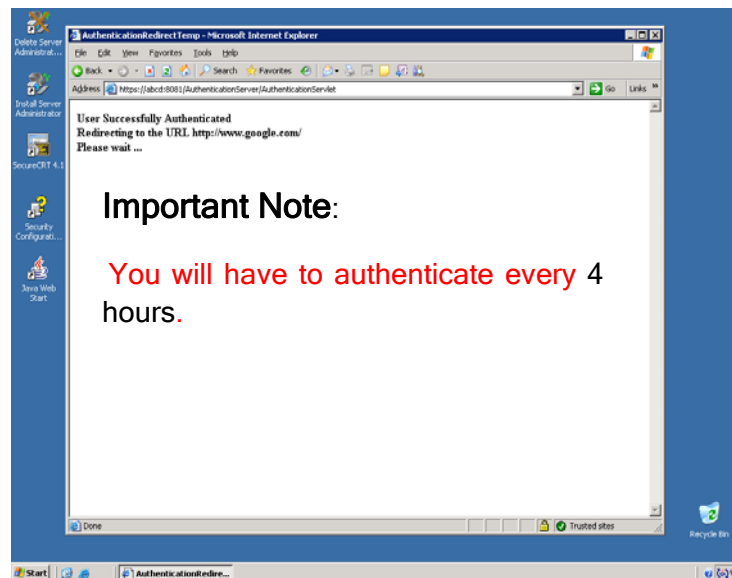 Delete Server
Administrat...
Install Server
Administrator
SecureCRT 4.1
Security
Configurati...
Java Web
Start
AuthenticationRedirectTemp - Microsoft Internet Explorer
File Edit View Favorites Tools Help
Back Search Favorites
Address https://abcd:8081/AuthenticationServer/AuthenticationServlet Go Links »
User Successfully Authenticated
Redirecting to the URL http://www.google.com/
Please wait ...
Important Note:
You will have to authenticate every 4
hours.
Done Trusted sites
Recycle Bin
Start AuthenticationRedire...